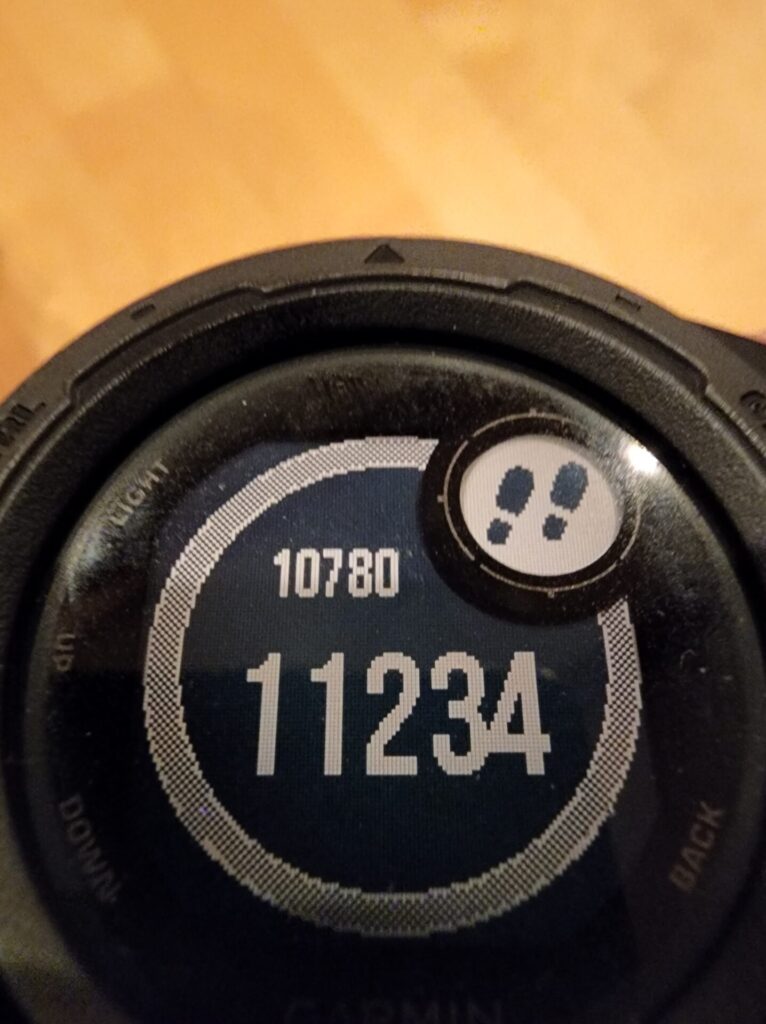 LIGHT
10780
11234
UP
DOWN
BACK
GARMIN